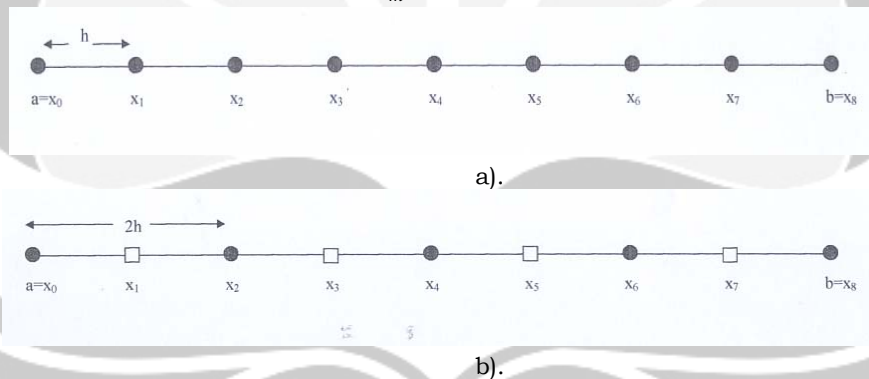 h
a=x₀ x₁ x₂ x₃ x₄ x₅ x₆ x₇ b=x₈
a).
2h
a=x₀ x₁ x₂ x₃ x₄ x₅ x₆ x₇ b=x₈
b).